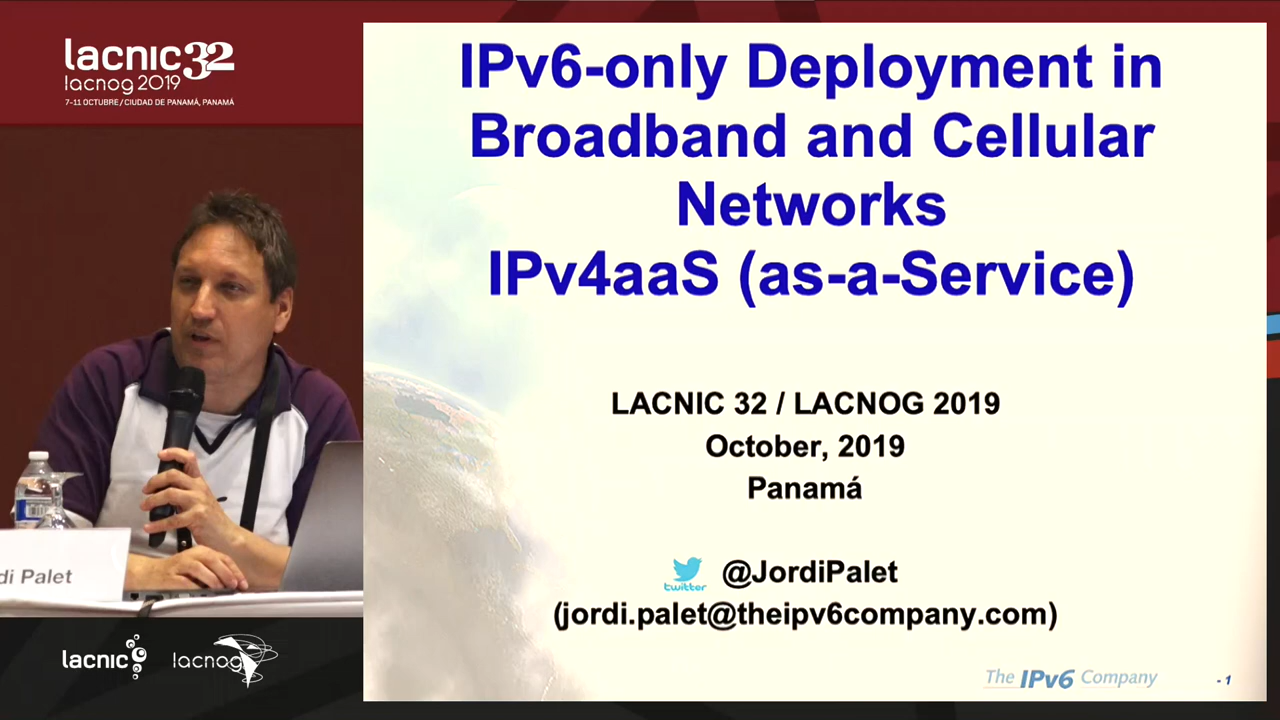 lacnic32
lacnog 2019
7-11 OCTUBRE / CIUDAD DE PANAMÁ, PANAMÁ
IPv6-only Deployment in
Broadband and Cellular
Networks
IPv4aaS (as-a-Service)
LACNIC 32 / LACNOG 2019
October, 2019
Panamá
twitter @JordiPalet
(jordi.palet@theipv6company.com)
di Palet
lacnic
lacnog
The IPv6 Company
- 1